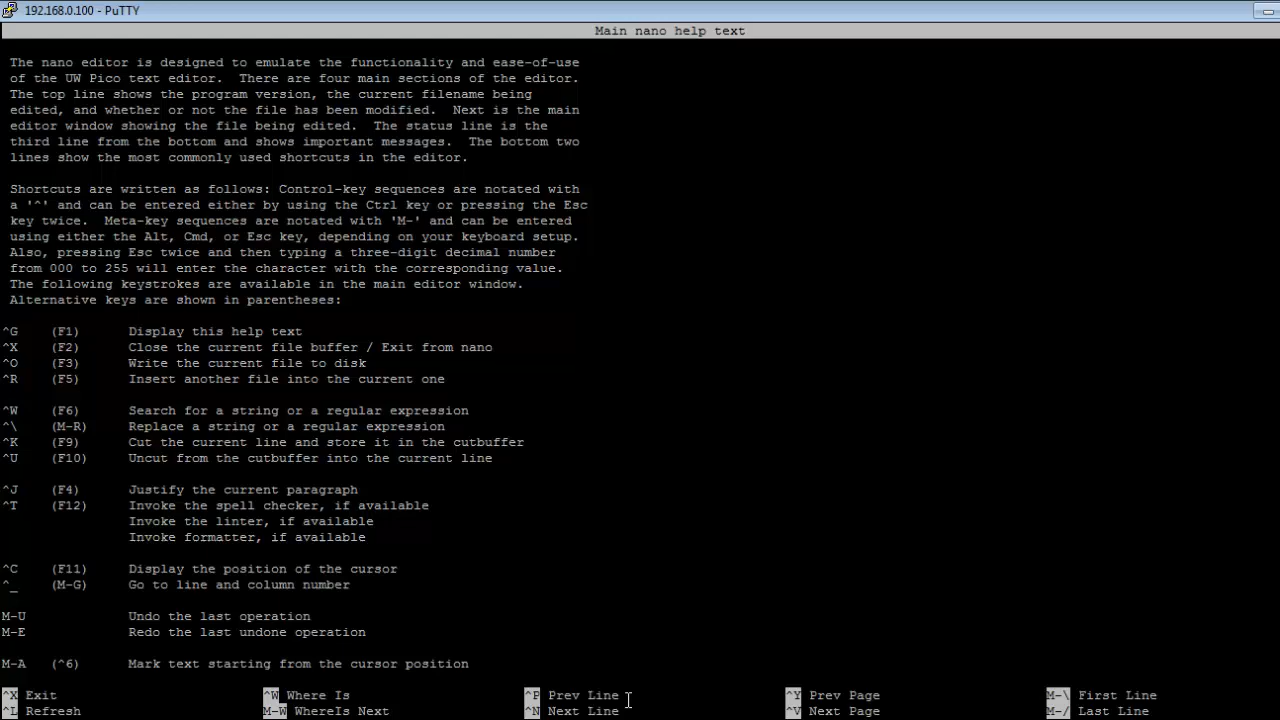 192.168.0.100 - PuTTY
Main nano help text
The nano editor is designed to emulate the functionality and ease-of-use
of the UW Pico text editor.  There are four main sections of the editor.
The top line shows the program version, the current filename being
edited, and whether or not the file has been modified.  Next is the main
editor window showing the file being edited.  The status line is the
third line from the bottom and shows important messages.  The bottom two
lines show the most commonly used shortcuts in the editor.
Shortcuts are written as follows: Control-key sequences are notated with
a '^' and can be entered either by using the Ctrl key or pressing the Esc
key twice.  Meta-key sequences are notated with 'M-' and can be entered
using either the Alt, Cmd, or Esc key, depending on your keyboard setup.
Also, pressing Esc twice and then typing a three-digit decimal number
from 000 to 255 will enter the character with the corresponding value.
The following keystrokes are available in the main editor window.
Alternative keys are shown in parentheses:
^G (F1) Display this help text
^X (F2) Close the current file buffer / Exit from nano
^O (F3) Write the current file to disk
^R (F5) Insert another file into the current one
^W (F6) Search for a string or a regular expression
^\ (M-R) Replace a string or a regular expression
^K (F9) Cut the current line and store it in the cutbuffer
^U (F10) Uncut from the cutbuffer into the current line
^J (F4) Justify the current paragraph
^T (F12) Invoke the spell checker, if available
Invoke the linter, if available
Invoke formatter, if available
^C (F11) Display the position of the cursor
^_ (M-G) Go to line and column number
M-U Undo the last operation
M-E Redo the last undone operation
M-A (^6) Mark text starting from the cursor position
^X Exit ^W Where Is ^P Prev Line ^Y Prev Page M-\ First Line
^L Refresh M-W WhereIs Next ^N Next Line ^V Next Page M-/ Last Line